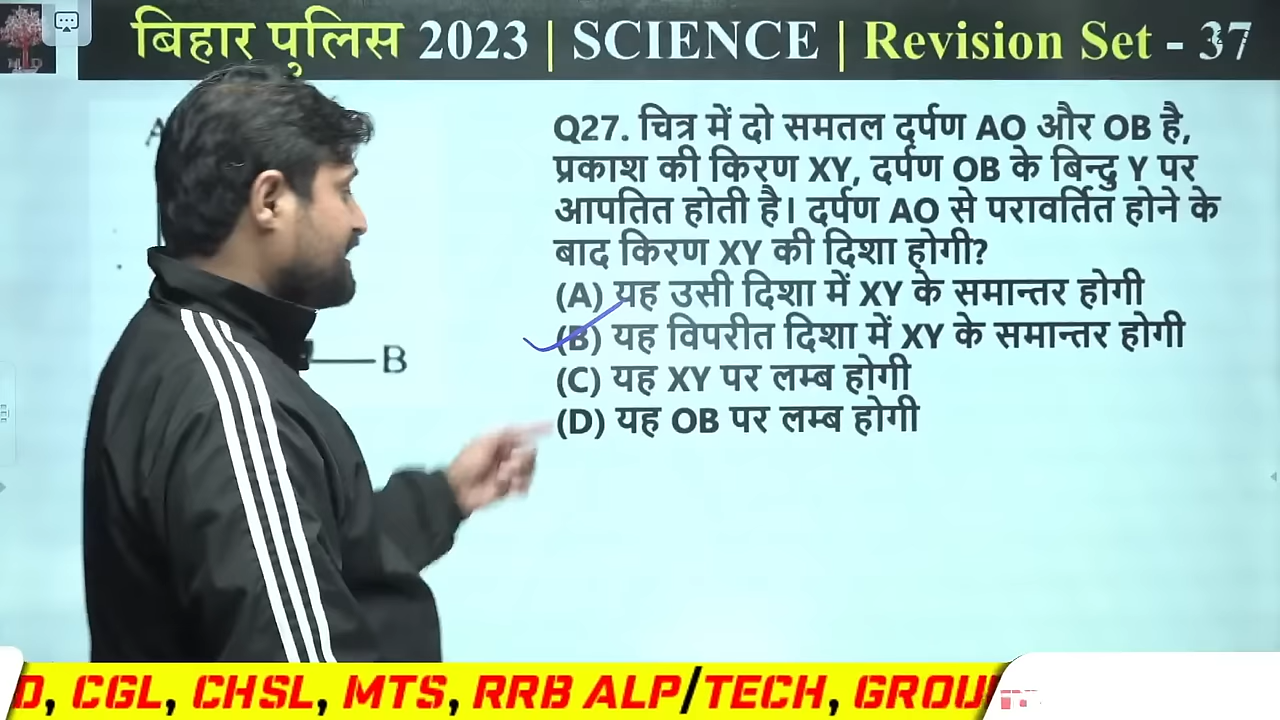 बिहार पुलिस 2023 | SCIENCE | Revision Set - 37
A
B
Q27. चित्र में दो समतल दर्पण AO और OB है,
प्रकाश की किरण XY, दर्पण OB के बिन्दु Y पर
आपतित होती है। दर्पण AO से परावर्तित होने के
बाद किरण XY की दिशा होगी?
(A) यह उसी दिशा में XY के समान्तर होगी
(B) यह विपरीत दिशा में XY के समान्तर होगी
(C) यह XY पर लम्ब होगी
(D) यह OB पर लम्ब होगी
D, CGL, CHSL, MTS, RRB ALP/TECH, GROU